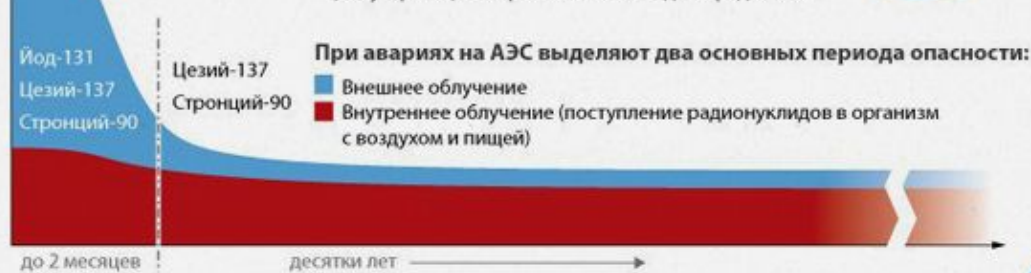 При авариях на АЭС выделяют два основных периода опасности:
Внешнее облучение
Внутреннее облучение (поступление радионуклидов в организм
с воздухом и пищей)
Йод-131
Цезий-137
Стронций-90
Цезий-137
Стронций-90
до 2 месяцев
десятки лет